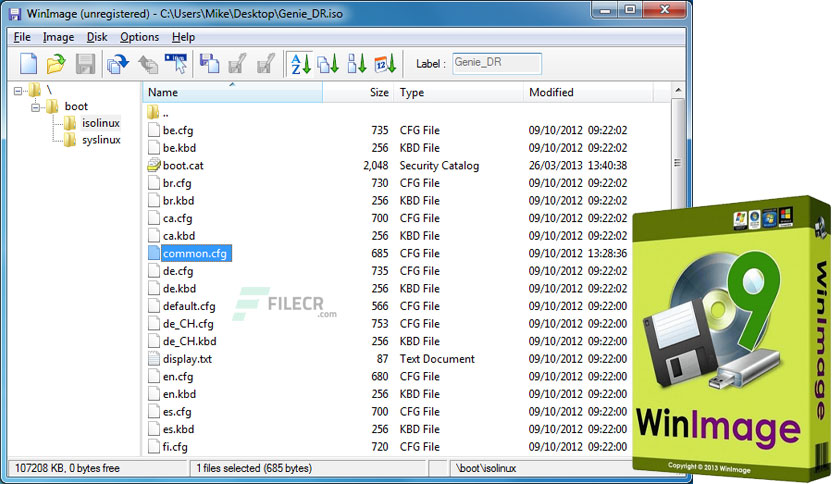 WinImage (unregistered) - C:\Users\Mike\Desktop\Genie_DR.iso
File Image Disk Options Help
Label : Genie_DR
\
boot
isolinux
syslinux
Name Size Type Modified
..
be.cfg 735 CFG File 09/10/2012 09:22:02
be.kbd 256 KBD File 09/10/2012 09:22:02
boot.cat 2,048 Security Catalog 26/03/2013 13:40:38
br.cfg 730 CFG File 09/10/2012 09:22:02
br.kbd 256 KBD File 09/10/2012 09:22:02
ca.cfg 700 CFG File 09/10/2012 09:22:02
ca.kbd 256 KBD File 09/10/2012 09:22:02
common.cfg 685 CFG File 09/10/2012 13:28:36
de.cfg 735 CFG File 09/10/2012 09:22:02
de.kbd 256 KBD File 09/10/2012 09:22:02
default.cfg 566 CFG File 09/10/2012 09:22:00
de_CH.cfg 753 CFG File 09/10/2012 09:22:00
de_CH.kbd 256 KBD File 09/10/2012 09:22:00
display.txt 87 Text Document 09/10/2012 09:22:00
en.cfg 680 CFG File 09/10/2012 09:22:00
en.kbd 256 KBD File 09/10/2012 09:22:00
es.cfg 700 CFG File 09/10/2012 09:22:00
es.kbd 256 KBD File 09/10/2012 09:22:00
fi.cfg 720 CFG File 09/10/2012 09:22:00
FILECR
.com
107208 KB, 0 bytes free 1 files selected (685 bytes) \boot\isolinux
9
WinImage
WinImage
Copyright © 2013 WinImage